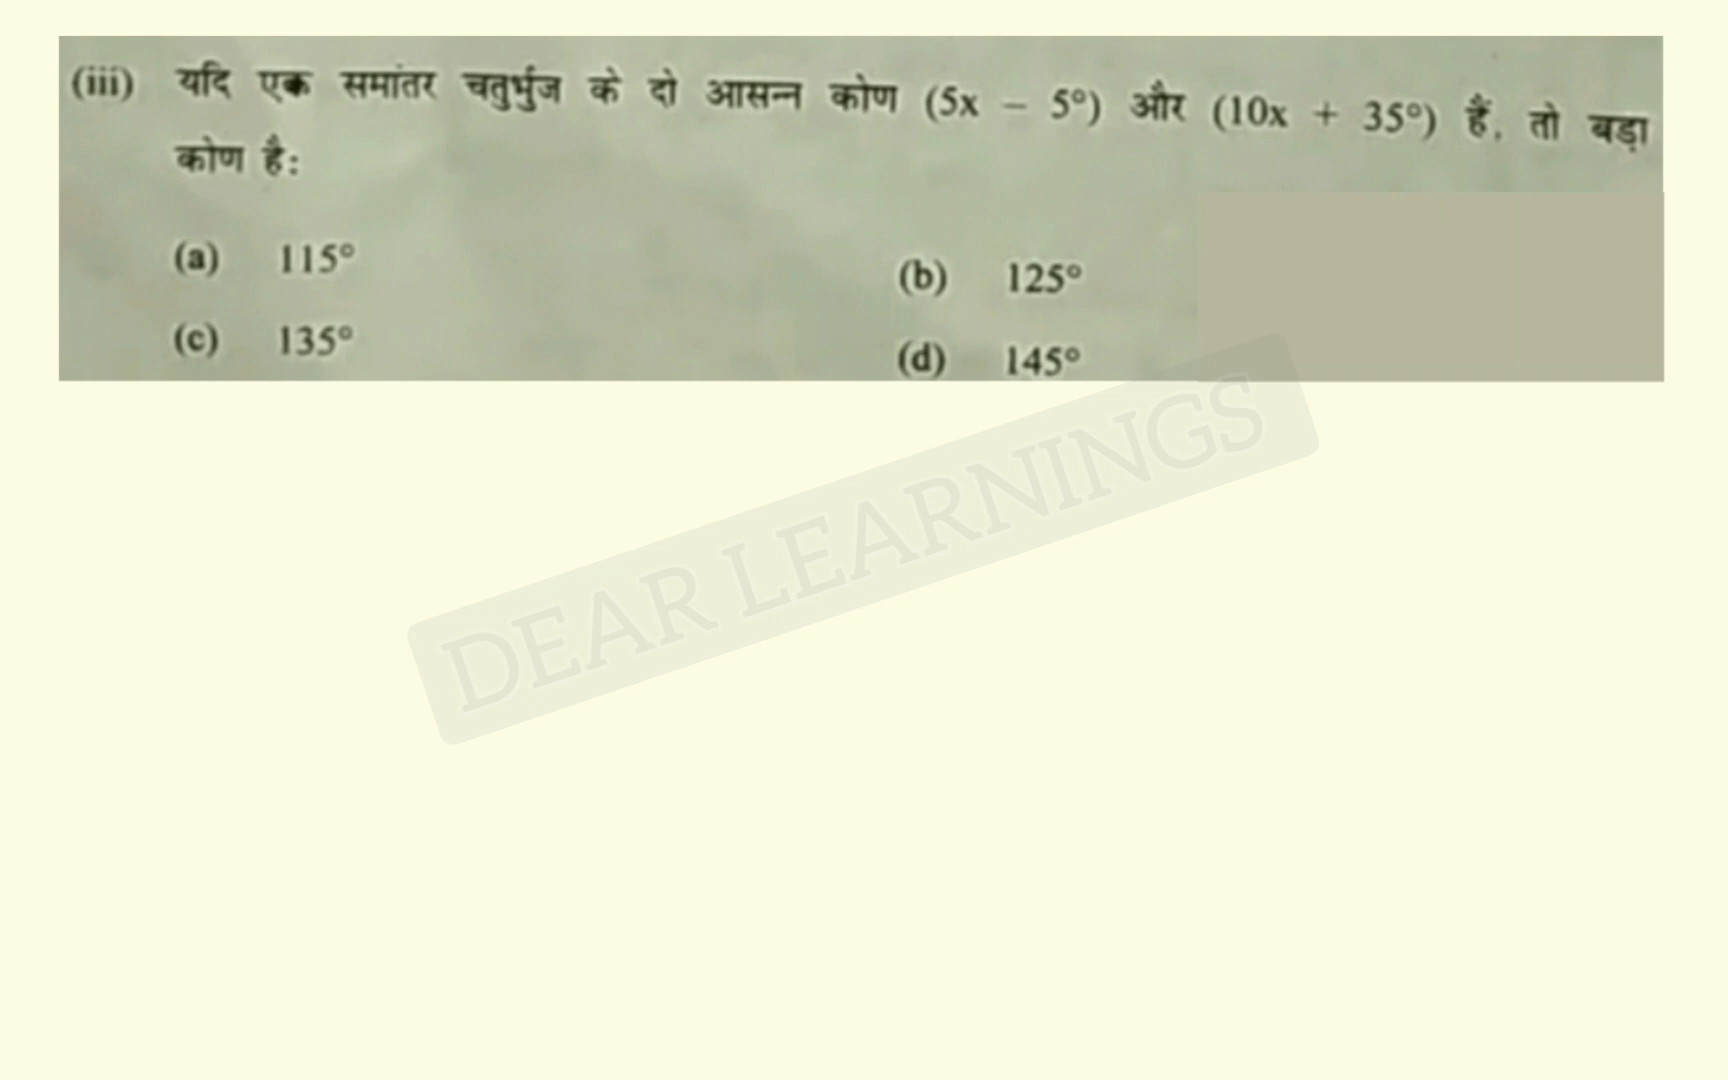 (iii) यदि एक समांतर चतुर्भुज के दो आसन्न कोण (5x – 5°) और (10x + 35°) हैं, तो बड़ा
कोण है:
(a) 115° (b) 125°
(c) 135° (d) 145°
DEAR LEARNINGS